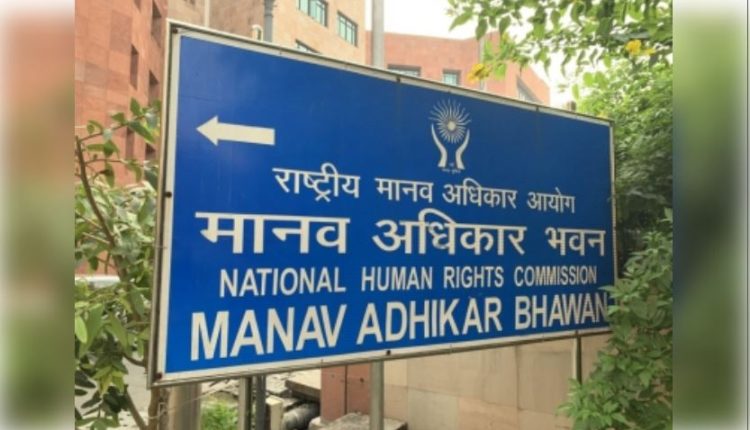 राष्ट्रीय मानव अधिकार आयोग
मानव अधिकार भवन
NATIONAL HUMAN RIGHTS COMMISSION
MANAV ADHIKAR BHAWAN